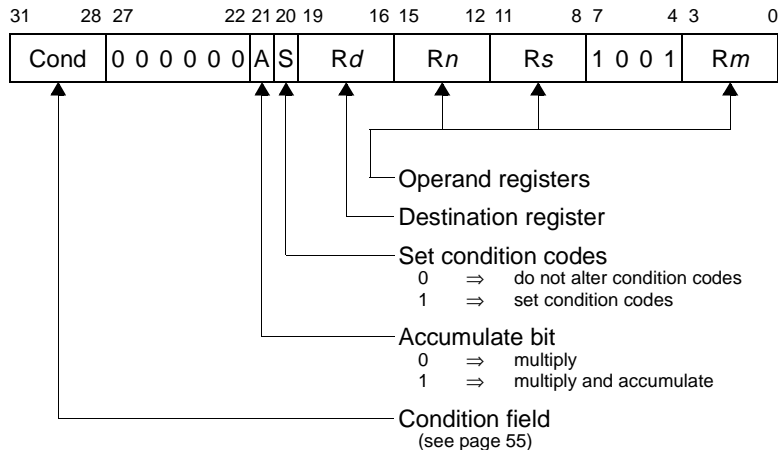 31 28 27 22 21 20 19 16 15 12 11 8 7 4 3 0
Cond 0 0 0 0 0 0 A S Rd Rn Rs 1 0 0 1 Rm
Operand registers
Destination register
Set condition codes
0 ⇒ do not alter condition codes
1 ⇒ set condition codes
Accumulate bit
0 ⇒ multiply
1 ⇒ multiply and accumulate
Condition field
(see page 55)